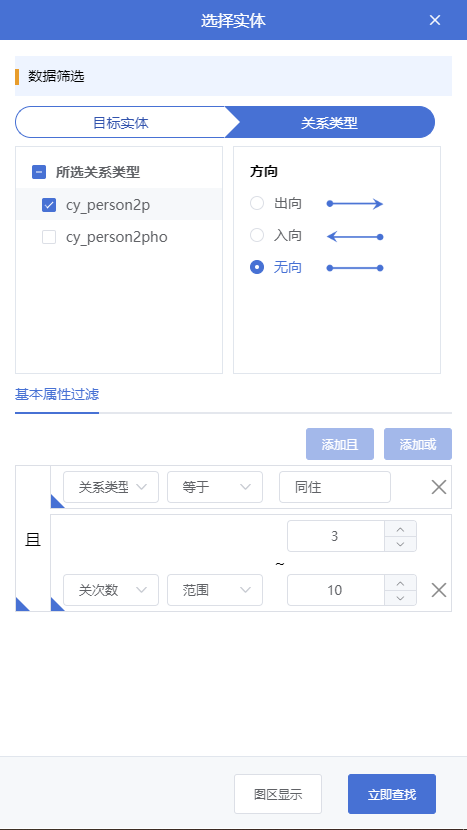 选择实体
数据筛选
目标实体 关系类型
所选关系类型
cy_person2p
cy_person2pho
方向
出向
入向
无向
基本属性过滤
添加且 添加或
且
关系类型 等于 同住
3
~
关次数 范围 10
图区显示 立即查找